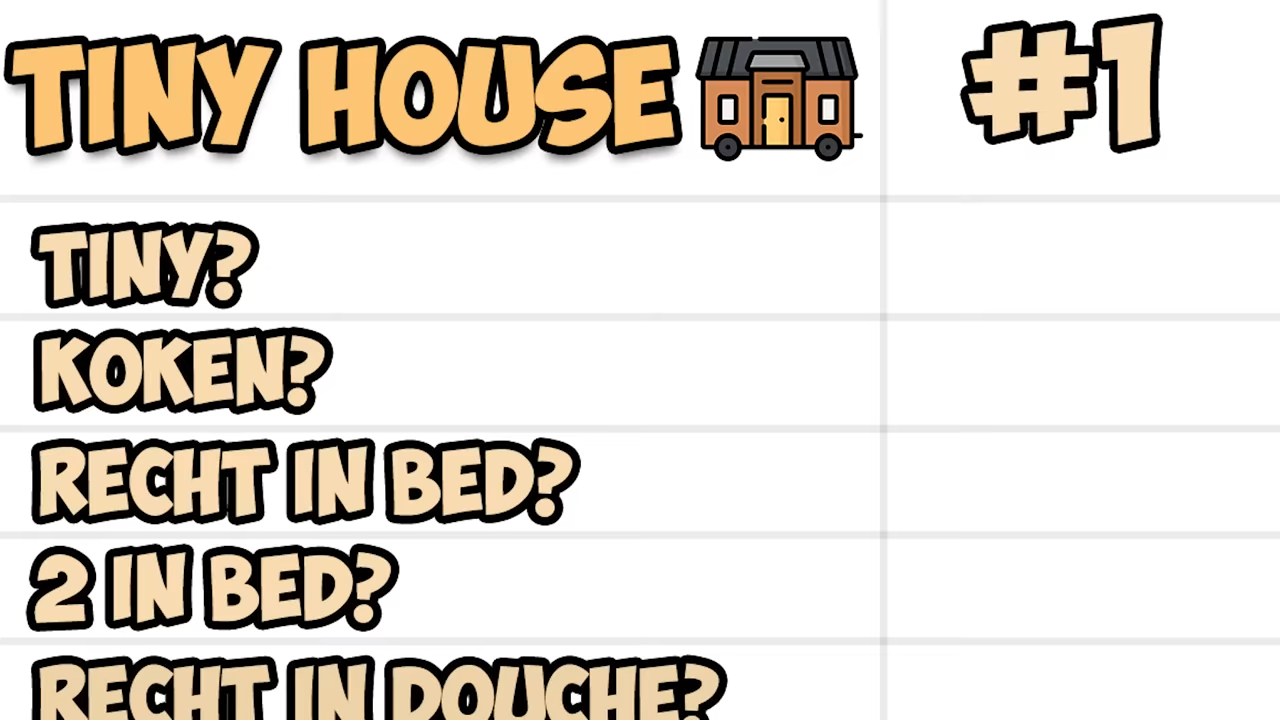 TINY HOUSE #1
TINY?
KOKEN?
RECHT IN BED?
2 IN BED?
RECHT IN DOUCHE?